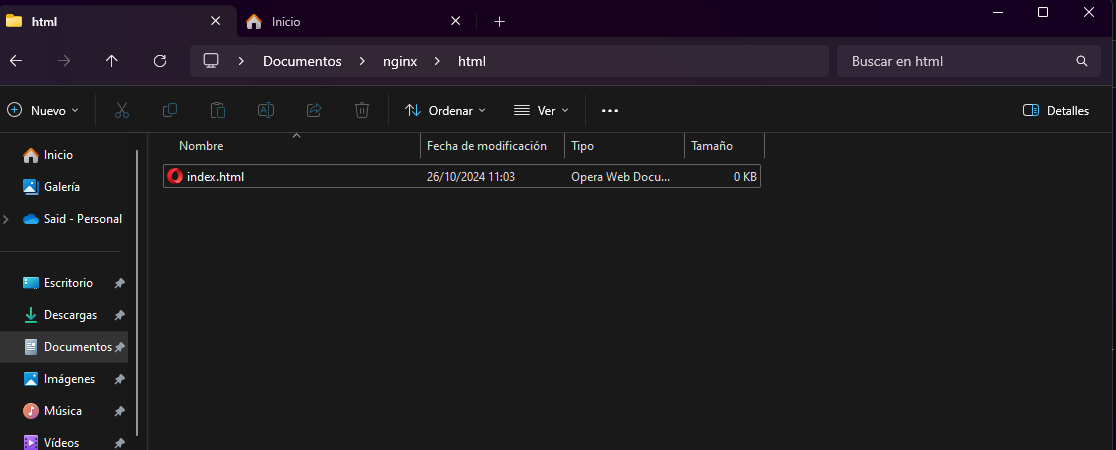 html
Inicio
Documentos
nginx
html
Buscar en html
Nuevo
Ordenar
Ver
Detalles
Inicio
Galería
Said - Personal
Escritorio
Descargas
Documentos
Imágenes
Música
Vídeos
Nombre
Fecha de modificación
Tipo
Tamaño
index.html
26/10/2024 11:03
Opera Web Docu...
0 KB